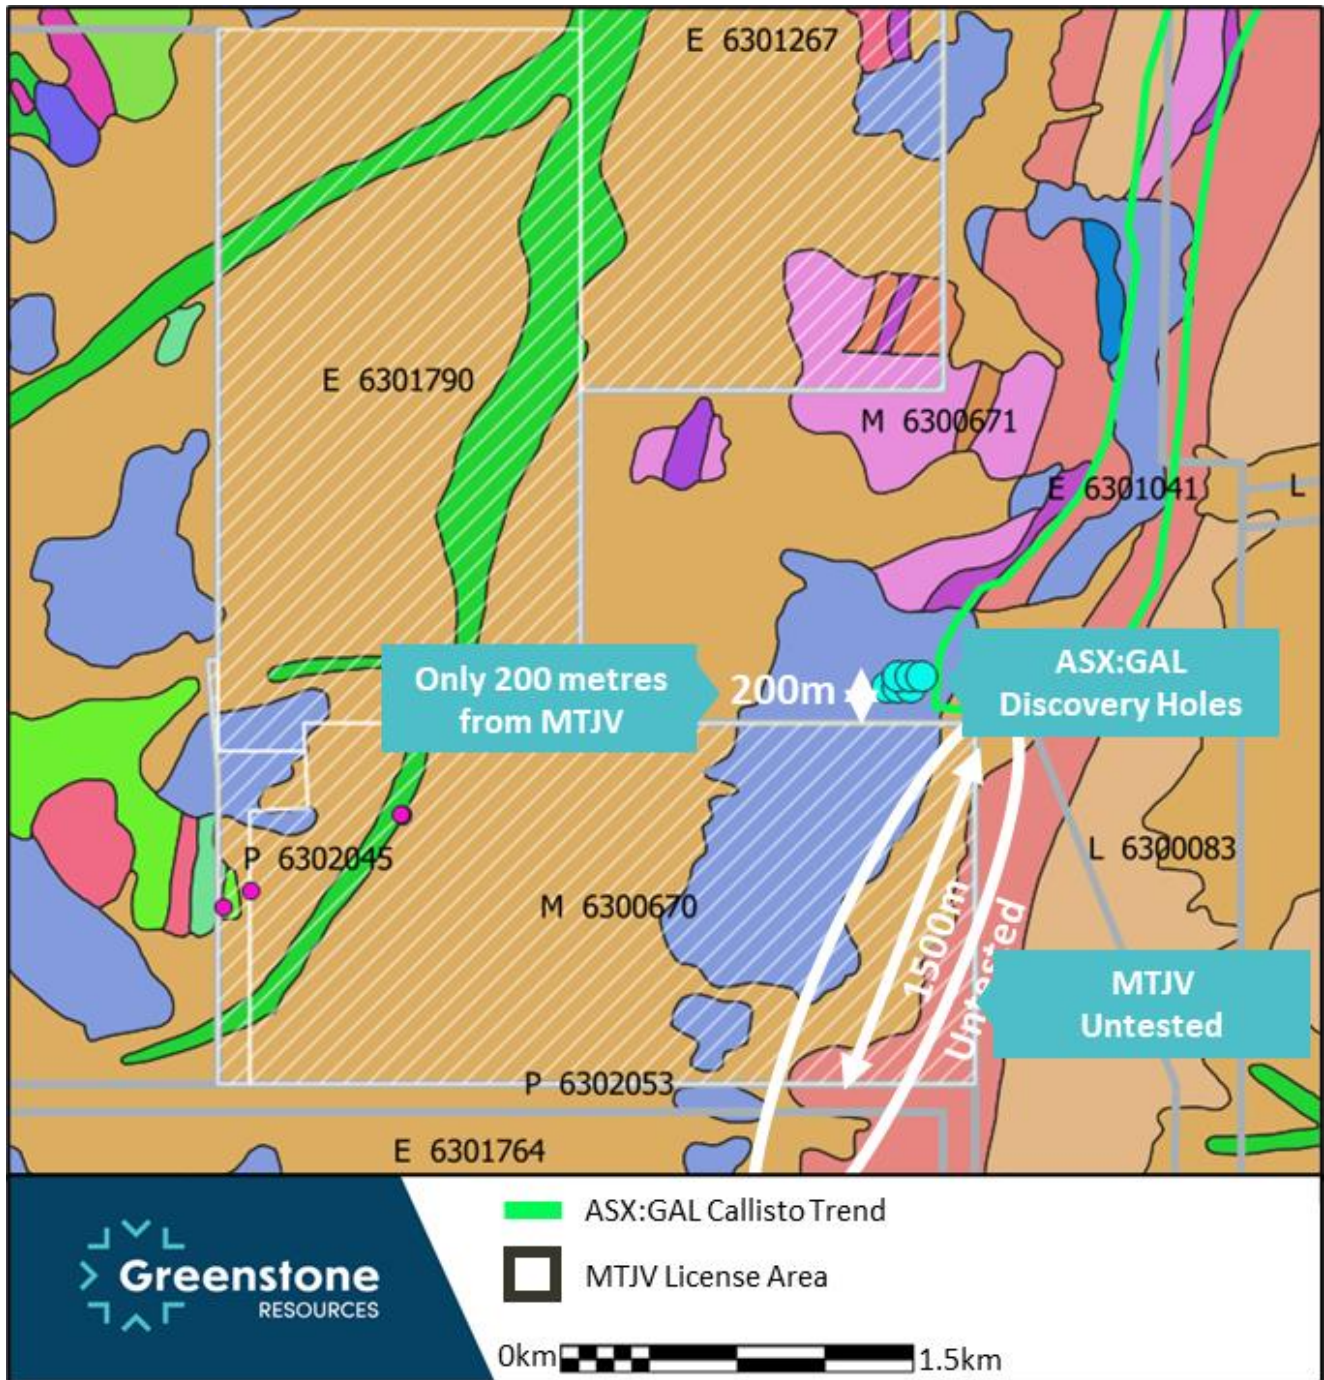 E 6301267
E 6301790
M 6300671
E 6301041
L
Only 200 metres
from MTJV
200m
ASX:GAL
Discovery Holes
P 6302045
L 6300083
M 6300670
1500m
Untested
MTJV
Untested
P 6302053
E 6301764
Greenstone
RESOURCES
ASX:GAL Callisto Trend
MTJV License Area
0km
1.5km